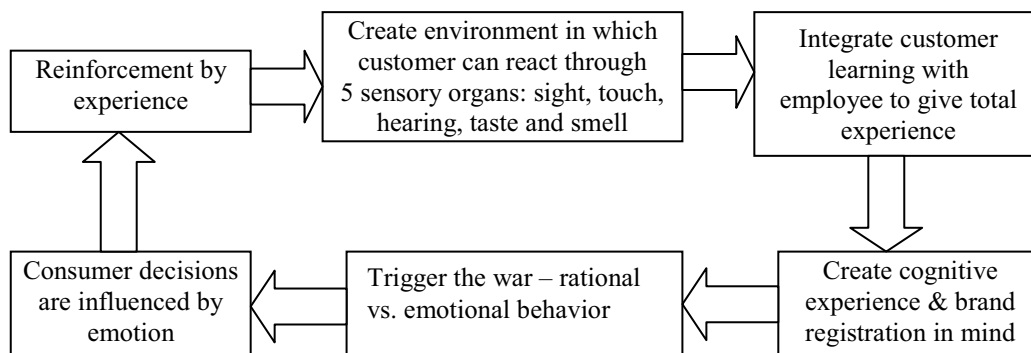 Reinforcement by
experience
Create environment in which
customer can react through
5 sensory organs: sight, touch,
hearing, taste and smell
Integrate customer
learning with
employee to give total
experience
Create cognitive
experience & brand
registration in mind
Trigger the war – rational
vs. emotional behavior
Consumer decisions
are influenced by
emotion